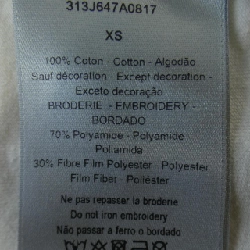 313J647A0817
XS
100% Coton - Cotton - Algodão
Sauf décoration - Except decoration -
Exceto decoração
BRODERIE - EMBROIDERY -
BORDADO
70% Polyamide - Polyamide -
Poliamida
30% Fibre Film Polyester - Polyester
Film Fiber - Poliéster
Ne pas repasser la broderie
Do not iron embroidery
Não passar a ferro o bordado